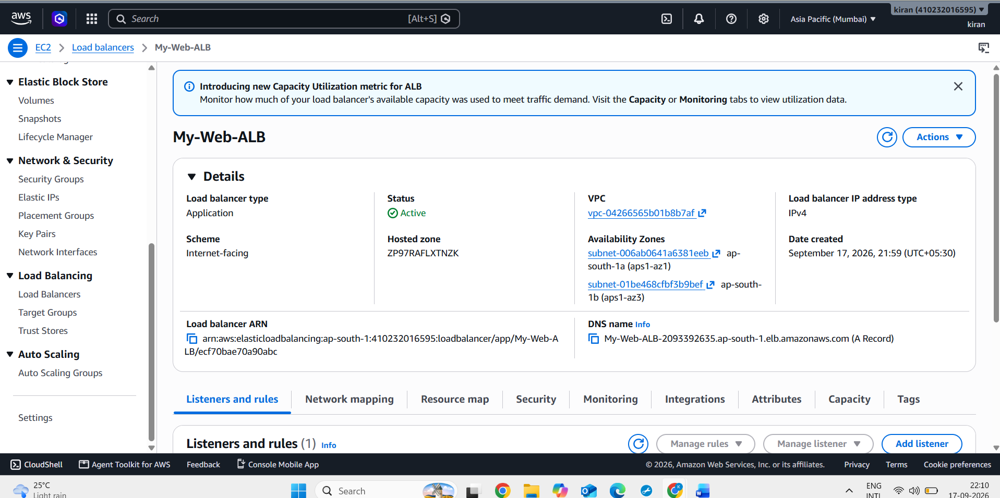 aws
Search
[Alt+S]
Asia Pacific (Mumbai)
kiran (410232016595)
kiran
EC2
Load balancers
My-Web-ALB
Elastic Block Store
Volumes
Snapshots
Lifecycle Manager
Network & Security
Security Groups
Elastic IPs
Placement Groups
Key Pairs
Network Interfaces
Load Balancing
Load Balancers
Target Groups
Trust Stores
Auto Scaling
Auto Scaling Groups
Settings
Introducing new Capacity Utilization metric for ALB
Monitor how much of your load balancer's available capacity was used to meet traffic demand. Visit the Capacity or Monitoring tabs to view utilization data.
My-Web-ALB
Actions
Details
Load balancer type
Application
Status
Active
VPC
vpc-04266565b01b8b7af
Load balancer IP address type
IPv4
Scheme
Internet-facing
Hosted zone
ZP97RAFLXTNZK
Availability Zones
subnet-006ab0641a6381eeb ap-
south-1a (aps1-az1)
subnet-01be468cfbf3b9bef ap-south-
1b (aps1-az3)
Date created
September 17, 2026, 21:59 (UTC+05:30)
Load balancer ARN
arn:aws:elasticloadbalancing:ap-south-1:410232016595:loadbalancer/app/My-Web-A
LB/ecf70bae70a90abc
DNS name Info
My-Web-ALB-2093392635.ap-south-1.elb.amazonaws.com (A Record)
Listeners and rules
Network mapping
Resource map
Security
Monitoring
Integrations
Attributes
Capacity
Tags
Listeners and rules (1) Info
Manage rules
Manage listener
Add listener
CloudShell
Agent Toolkit for AWS
Feedback
Console Mobile App
© 2026, Amazon Web Services, Inc. or its affiliates.
Privacy
Terms
Cookie preferences
25°C
Light rain
Search
ENG
INTL
22:10
17-09-2026